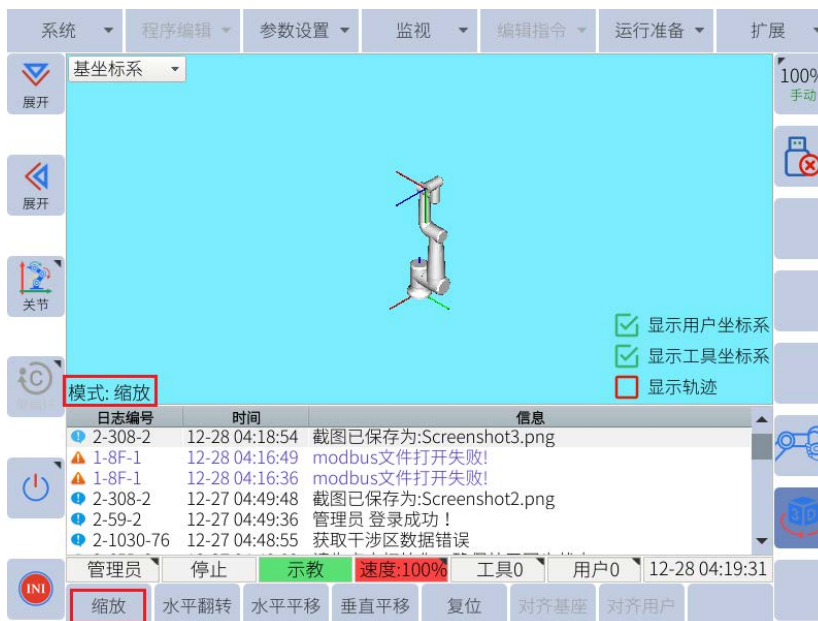 系统 程序编辑 参数设置 监视 编辑指令 运行准备 扩展
展开
基坐标系
100%
手动
展开
关节
显示用户坐标系
显示工具坐标系
显示轨迹
模式: 缩放
日志编号 时间 信息
2-308-2 12-28 04:18:54 截图已保存为:Screenshot3.png
1-8F-1 12-28 04:16:49 modbus文件打开失败!
1-8F-1 12-28 04:16:36 modbus文件打开失败!
2-308-2 12-27 04:49:48 截图已保存为:Screenshot2.png
2-59-2 12-27 04:49:36 管理员 登录成功！
2-1030-76 12-27 04:48:55 获取干涉区数据错误
3D
管理员 停止 示教 速度:100% 工具0 用户0 12-28 04:19:31
INI
缩放 水平翻转 水平平移 垂直平移 复位 对齐基座 对齐用户